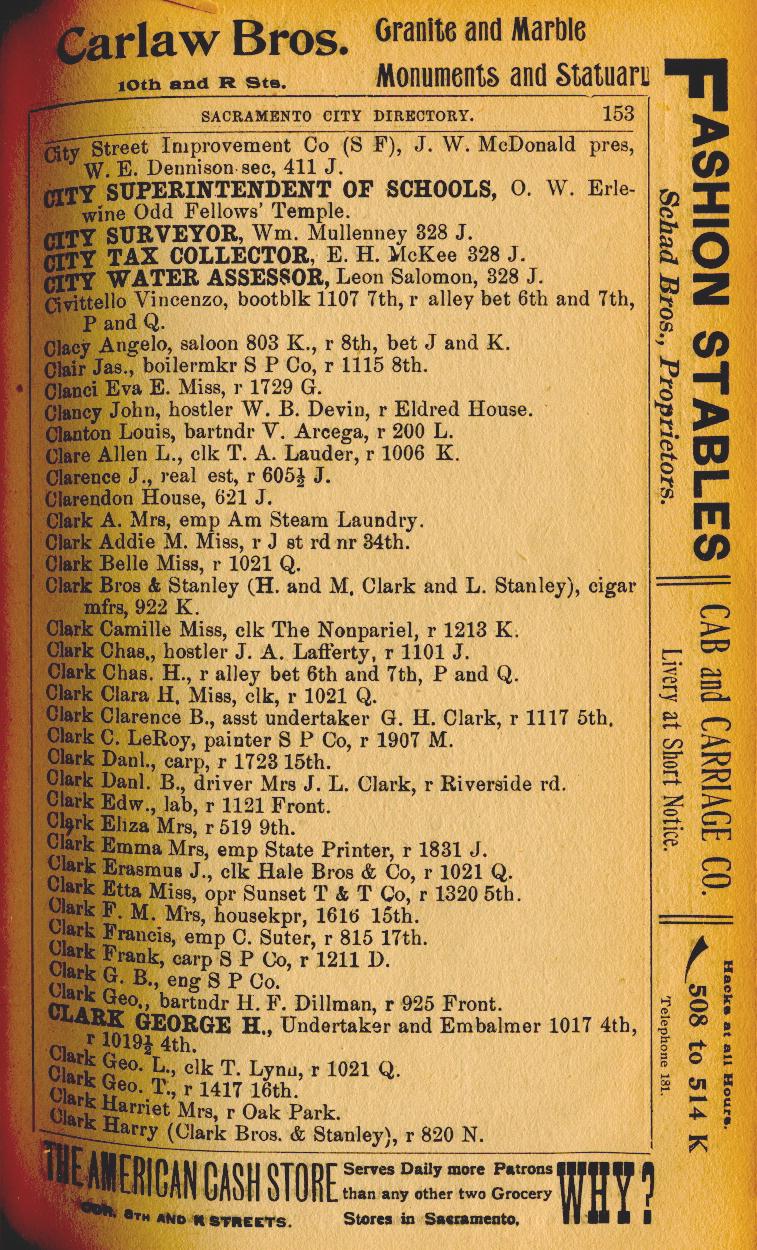 Carlaw Bros.
10th and R Sts.
Granite and Marble
Monuments and Statuary
SACRAMENTO CITY DIRECTORY. 153
City Street Improvement Co (S F), J. W. McDonald pres,
W. E. Dennison sec, 411 J.
CITY SUPERINTENDENT OF SCHOOLS, O. W. Erle-
wine Odd Fellows' Temple.
CITY SURVEYOR, Wm. Mullenney 328 J.
CITY TAX COLLECTOR, E. H. McKee 328 J.
CITY WATER ASSESSOR, Leon Salomon, 328 J.
Civittello Vincenzo, bootblk 1107 7th, r alley bet 6th and 7th,
P and Q.
Clacy Angelo, saloon 803 K., r 8th, bet J and K.
Clair Jas., boilermkr S P Co, r 1115 8th.
Clanci Eva E. Miss, r 1729 G.
Clancy John, hostler W. B. Devin, r Eldred House.
Clanton Louis, bartndr V. Arcega, r 200 L.
Clare Allen L., clk T. A. Lauder, r 1006 K.
Clarence J., real est, r 605½ J.
Clarendon House, 621 J.
Clark A. Mrs, emp Am Steam Laundry.
Clark Addie M. Miss, r J st rd nr 34th.
Clark Belle Miss, r 1021 Q.
Clark Bros & Stanley (H. and M. Clark and L. Stanley), cigar
mfrs, 922 K.
Clark Camille Miss, clk The Nonpariel, r 1213 K.
Clark Chas., hostler J. A. Lafferty, r 1101 J.
Clark Chas. H., r alley bet 6th and 7th, P and Q.
Clark Clara H. Miss, clk, r 1021 Q.
Clark Clarence B., asst undertaker G. H. Clark, r 1117 5th.
Clark C. LeRoy, painter S P Co, r 1907 M.
Clark Danl., carp, r 1723 15th.
Clark Danl. B., driver Mrs J. L. Clark, r Riverside rd.
Clark Edw., lab, r 1121 Front.
Clark Eliza Mrs, r 519 9th.
Clark Emma Mrs, emp State Printer, r 1831 J.
Clark Erasmus J., clk Hale Bros & Co, r 1021 Q.
Clark Etta Miss, opr Sunset T & T Co, r 1320 5th.
Clark F. M. Mrs, housekpr, 1616 15th.
Clark Francis, emp C. Suter, r 815 17th.
Clark Frank, carp S P Co, r 1211 D.
Clark G. B., eng S P Co.
Clark Geo., bartndr H. F. Dillman, r 925 Front.
CLARK GEORGE H., Undertaker and Embalmer 1017 4th,
r 1019½ 4th.
Clark Geo. L., clk T. Lynn, r 1021 Q.
Clark Geo. T., r 1417 16th.
Clark Harriet Mrs, r Oak Park.
Clark Harry (Clark Bros. & Stanley), r 820 N.
THE AMERICAN CASH STORE
Cor. 8TH AND K STREETS.
Serves Daily more Patrons
than any other two Grocery
Stores in Sacramento.
WHY?
FASHION STABLES
Schad Bros., Proprietors.
CAB and CARRIAGE CO.
Livery at Short Notice.
Hacks at all Hours.
508 to 514 K
Telephone 181.